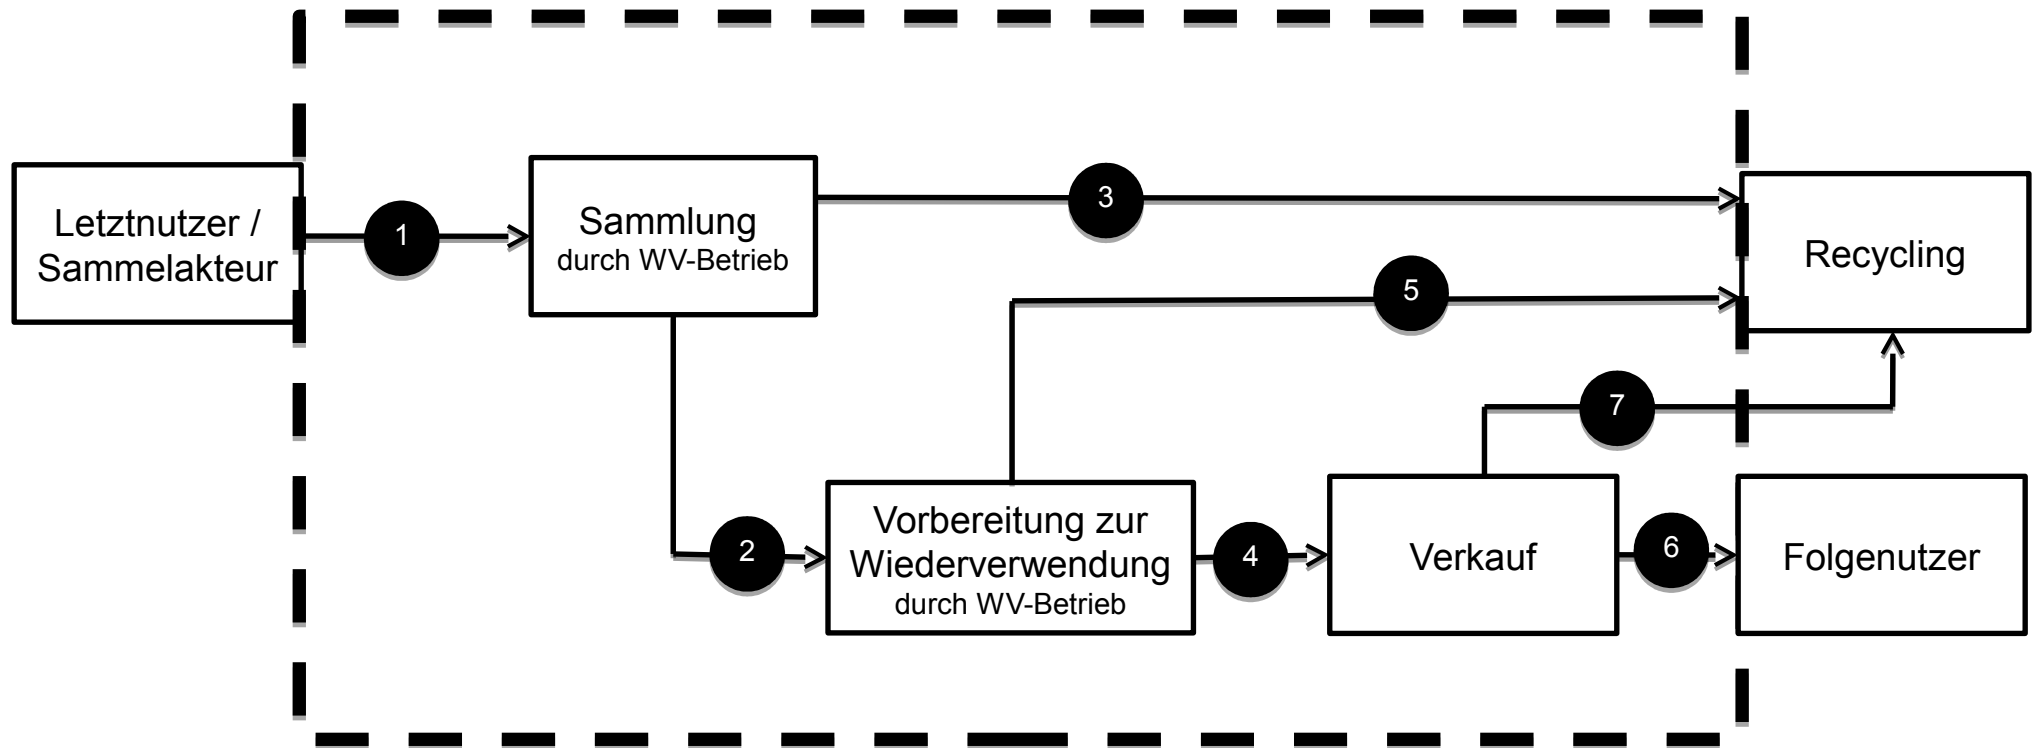 Letztnutzer /
Sammelakteur
1
Sammlung
durch WV-Betrieb
3
5
Recycling
7
2
Vorbereitung zur
Wiederverwendung
durch WV-Betrieb
4
Verkauf
6
Folgenutzer